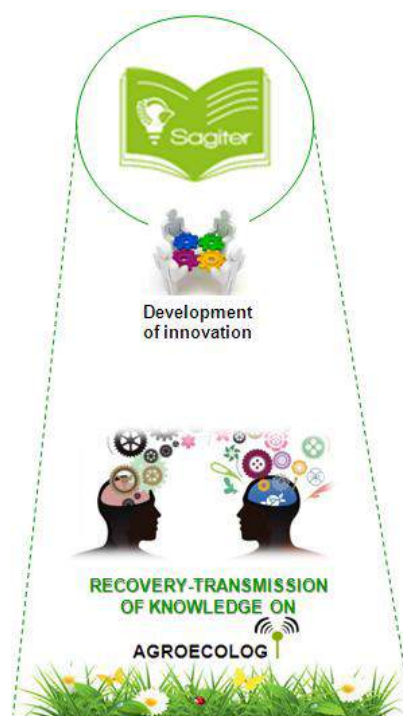 Sagiter
Development
of innovation
RECOVERY-TRANSMISSION
OF KNOWLEDGE ON
AGROECOLOG